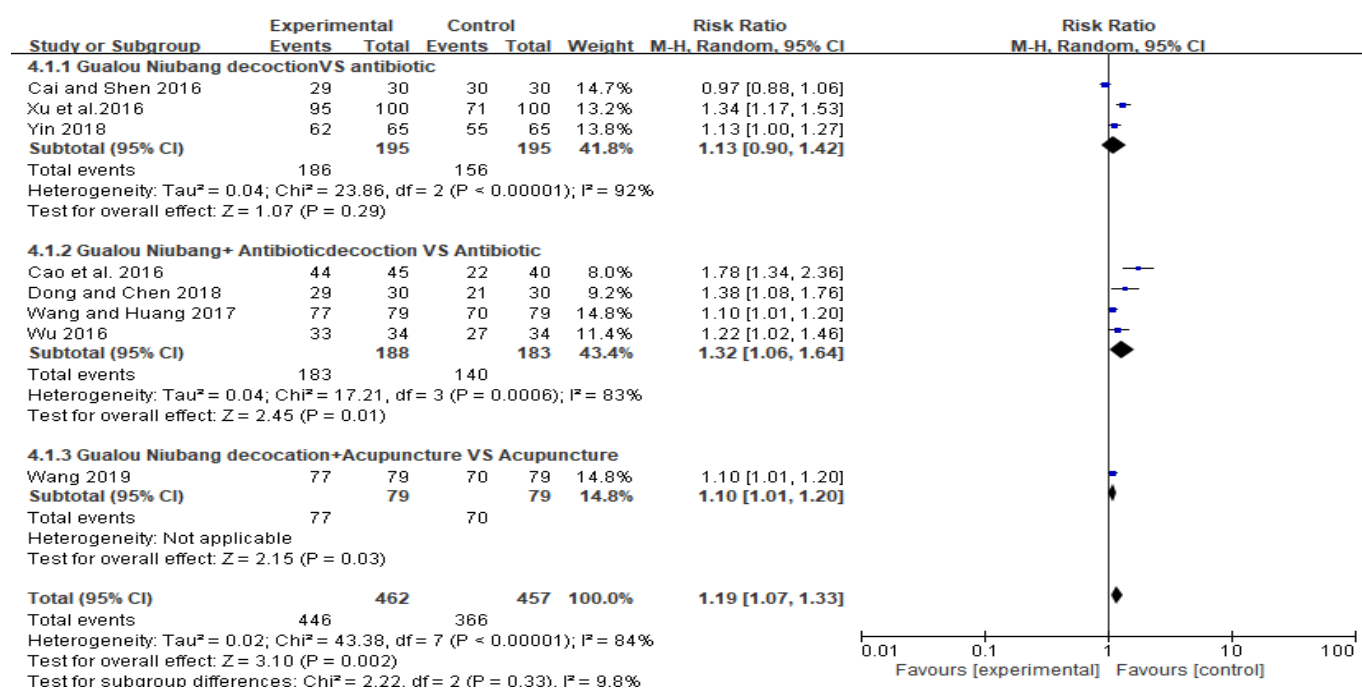 Experimental Control Risk Ratio Risk Ratio
Study or Subgroup Events Total Events Total Weight M-H, Random, 95% CI M-H, Random, 95% CI
4.1.1 Gualou Niubang decoctionVS antibiotic
Cai and Shen 2016 29 30 30 30 14.7% 0.97 [0.88, 1.06]
Xu et al.2016 95 100 71 100 13.2% 1.34 [1.17, 1.53]
Yin 2018 62 65 55 65 13.8% 1.13 [1.00, 1.27]
Subtotal (95% CI) 195 195 41.8% 1.13 [0.90, 1.42]
Total events 186 156
Heterogeneity: Tau² = 0.04; Chi² = 23.86, df = 2 (P < 0.00001); I² = 92%
Test for overall effect: Z = 1.07 (P = 0.29)
4.1.2 Gualou Niubang+ Antibioticdecoction VS Antibiotic
Cao et al. 2016 44 45 22 40 8.0% 1.78 [1.34, 2.36]
Dong and Chen 2018 29 30 21 30 9.2% 1.38 [1.08, 1.76]
Wang and Huang 2017 77 79 70 79 14.8% 1.10 [1.01, 1.20]
Wu 2016 33 34 27 34 11.4% 1.22 [1.02, 1.46]
Subtotal (95% CI) 188 183 43.4% 1.32 [1.06, 1.64]
Total events 183 140
Heterogeneity: Tau² = 0.04; Chi² = 17.21, df = 3 (P = 0.0006); I² = 83%
Test for overall effect: Z = 2.45 (P = 0.01)
4.1.3 Gualou Niubang decocation+Acupuncture VS Acupuncture
Wang 2019 77 79 70 79 14.8% 1.10 [1.01, 1.20]
Subtotal (95% CI) 79 79 14.8% 1.10 [1.01, 1.20]
Total events 77 70
Heterogeneity: Not applicable
Test for overall effect: Z = 2.15 (P = 0.03)
Total (95% CI) 462 457 100.0% 1.19 [1.07, 1.33]
Total events 446 366
Heterogeneity: Tau² = 0.02; Chi² = 43.38, df = 7 (P < 0.00001); I² = 84%
Test for overall effect: Z = 3.10 (P = 0.002)
Test for subgroup differences: Chi² = 2.22, df = 2 (P = 0.33), I² = 9.8%
0.01 0.1 1 10 100
Favours [experimental] Favours [control]